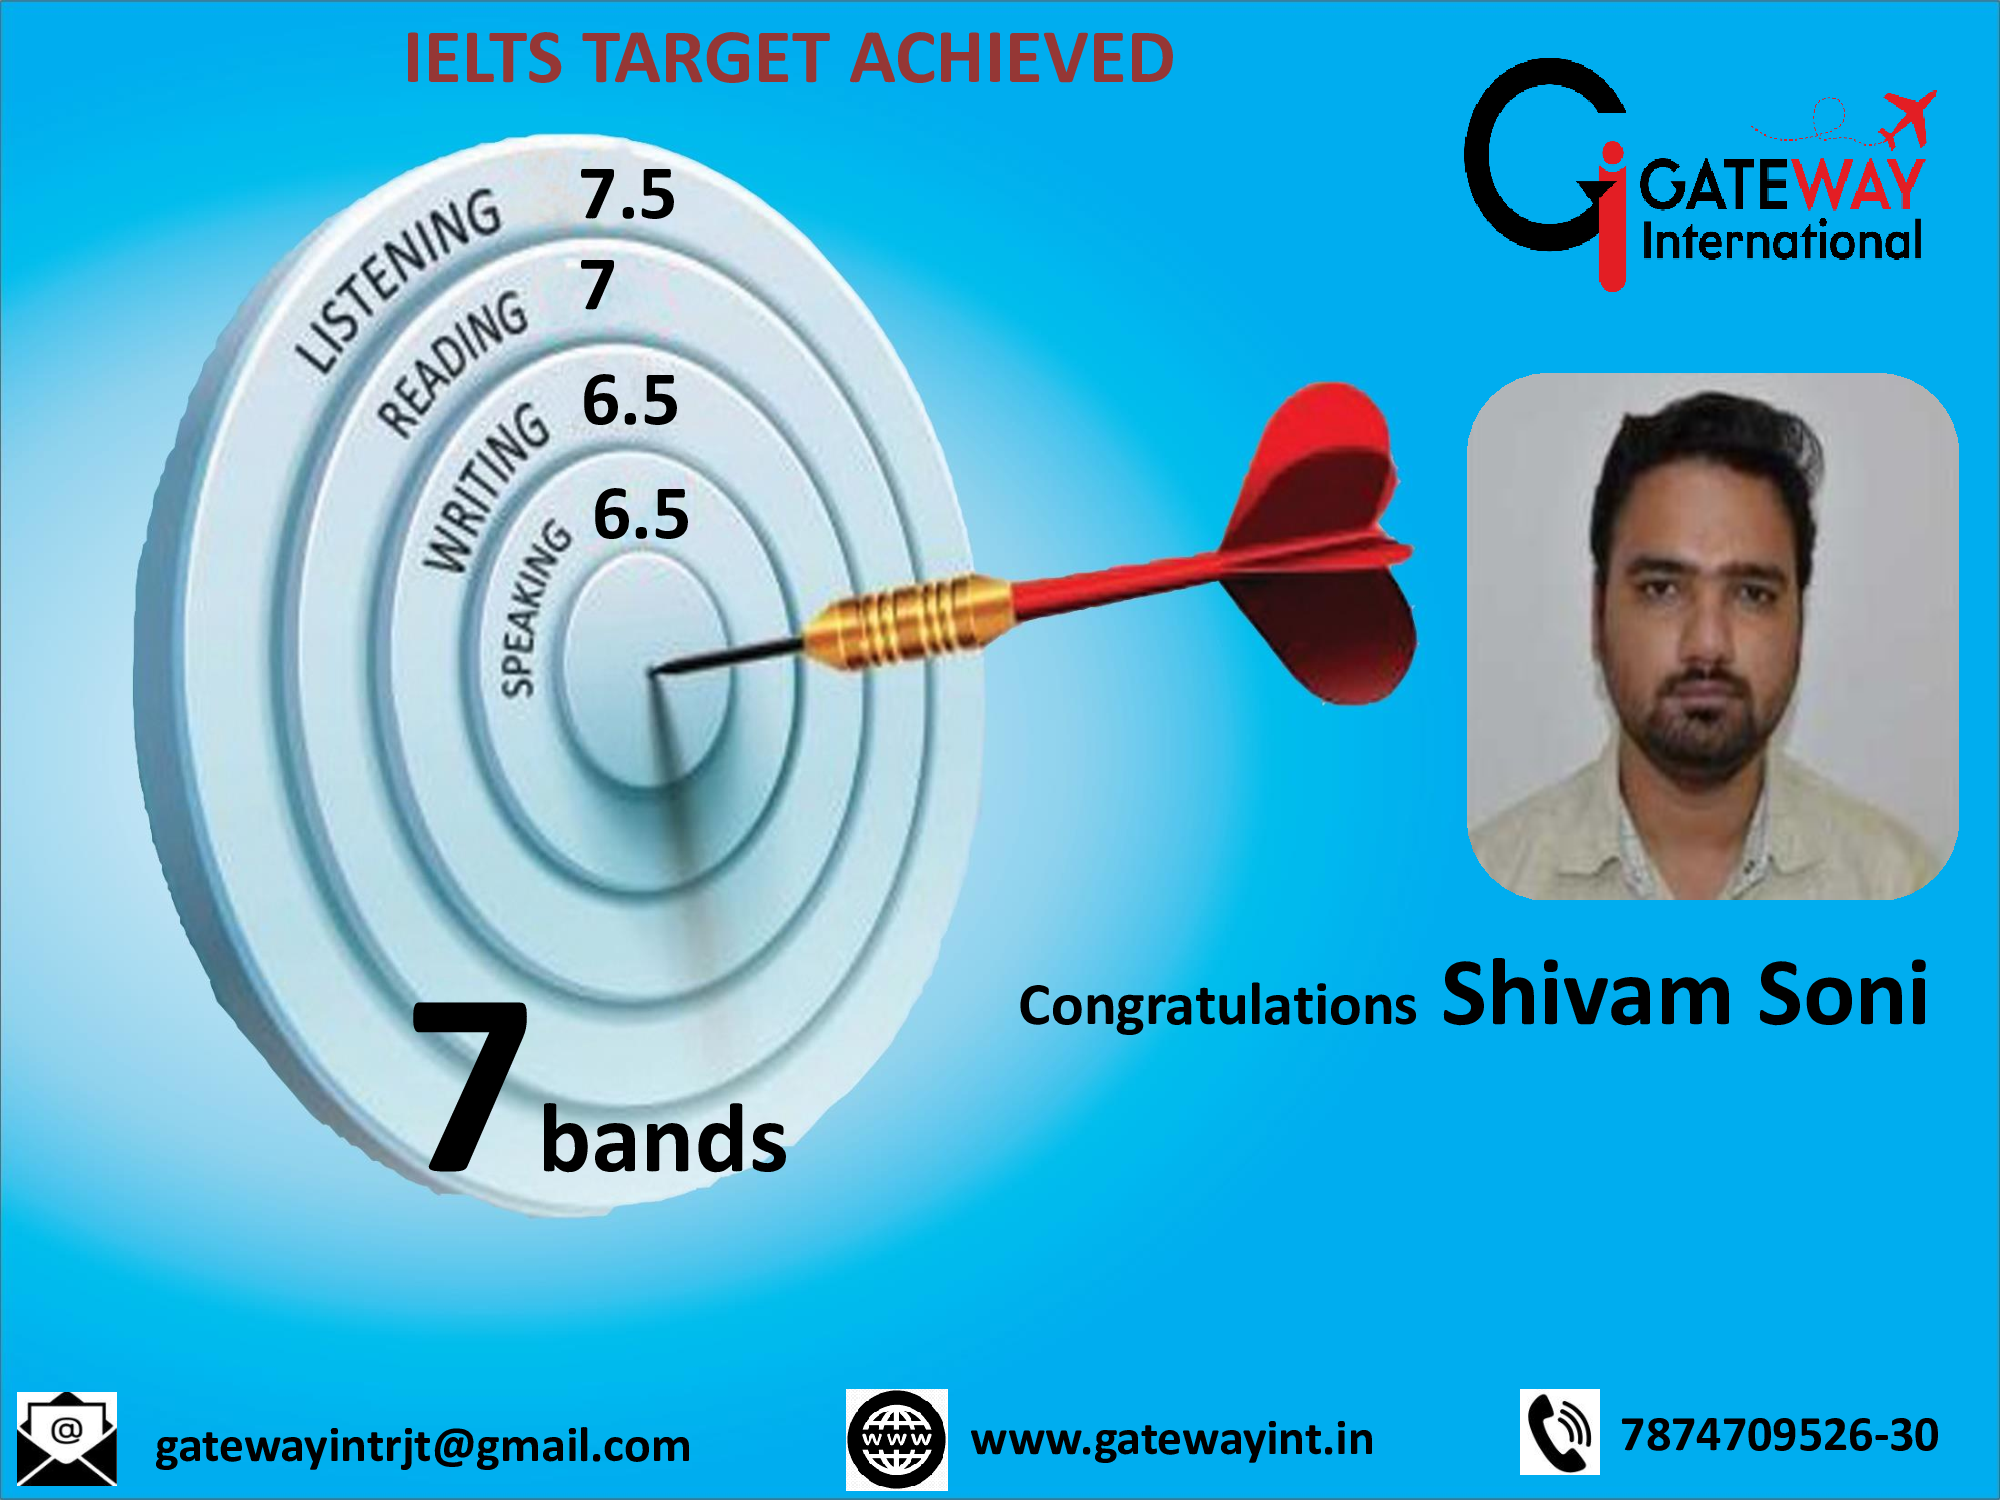 IELTS TARGET ACHIEVED
GATEWAY
International
LISTENING 7.5
READING 7
WRITING 6.5
SPEAKING 6.5
7 bands
Congratulations Shivam Soni
@ gatewayintrjt@gmail.com
WWW www.gatewayint.in
7874709526-30